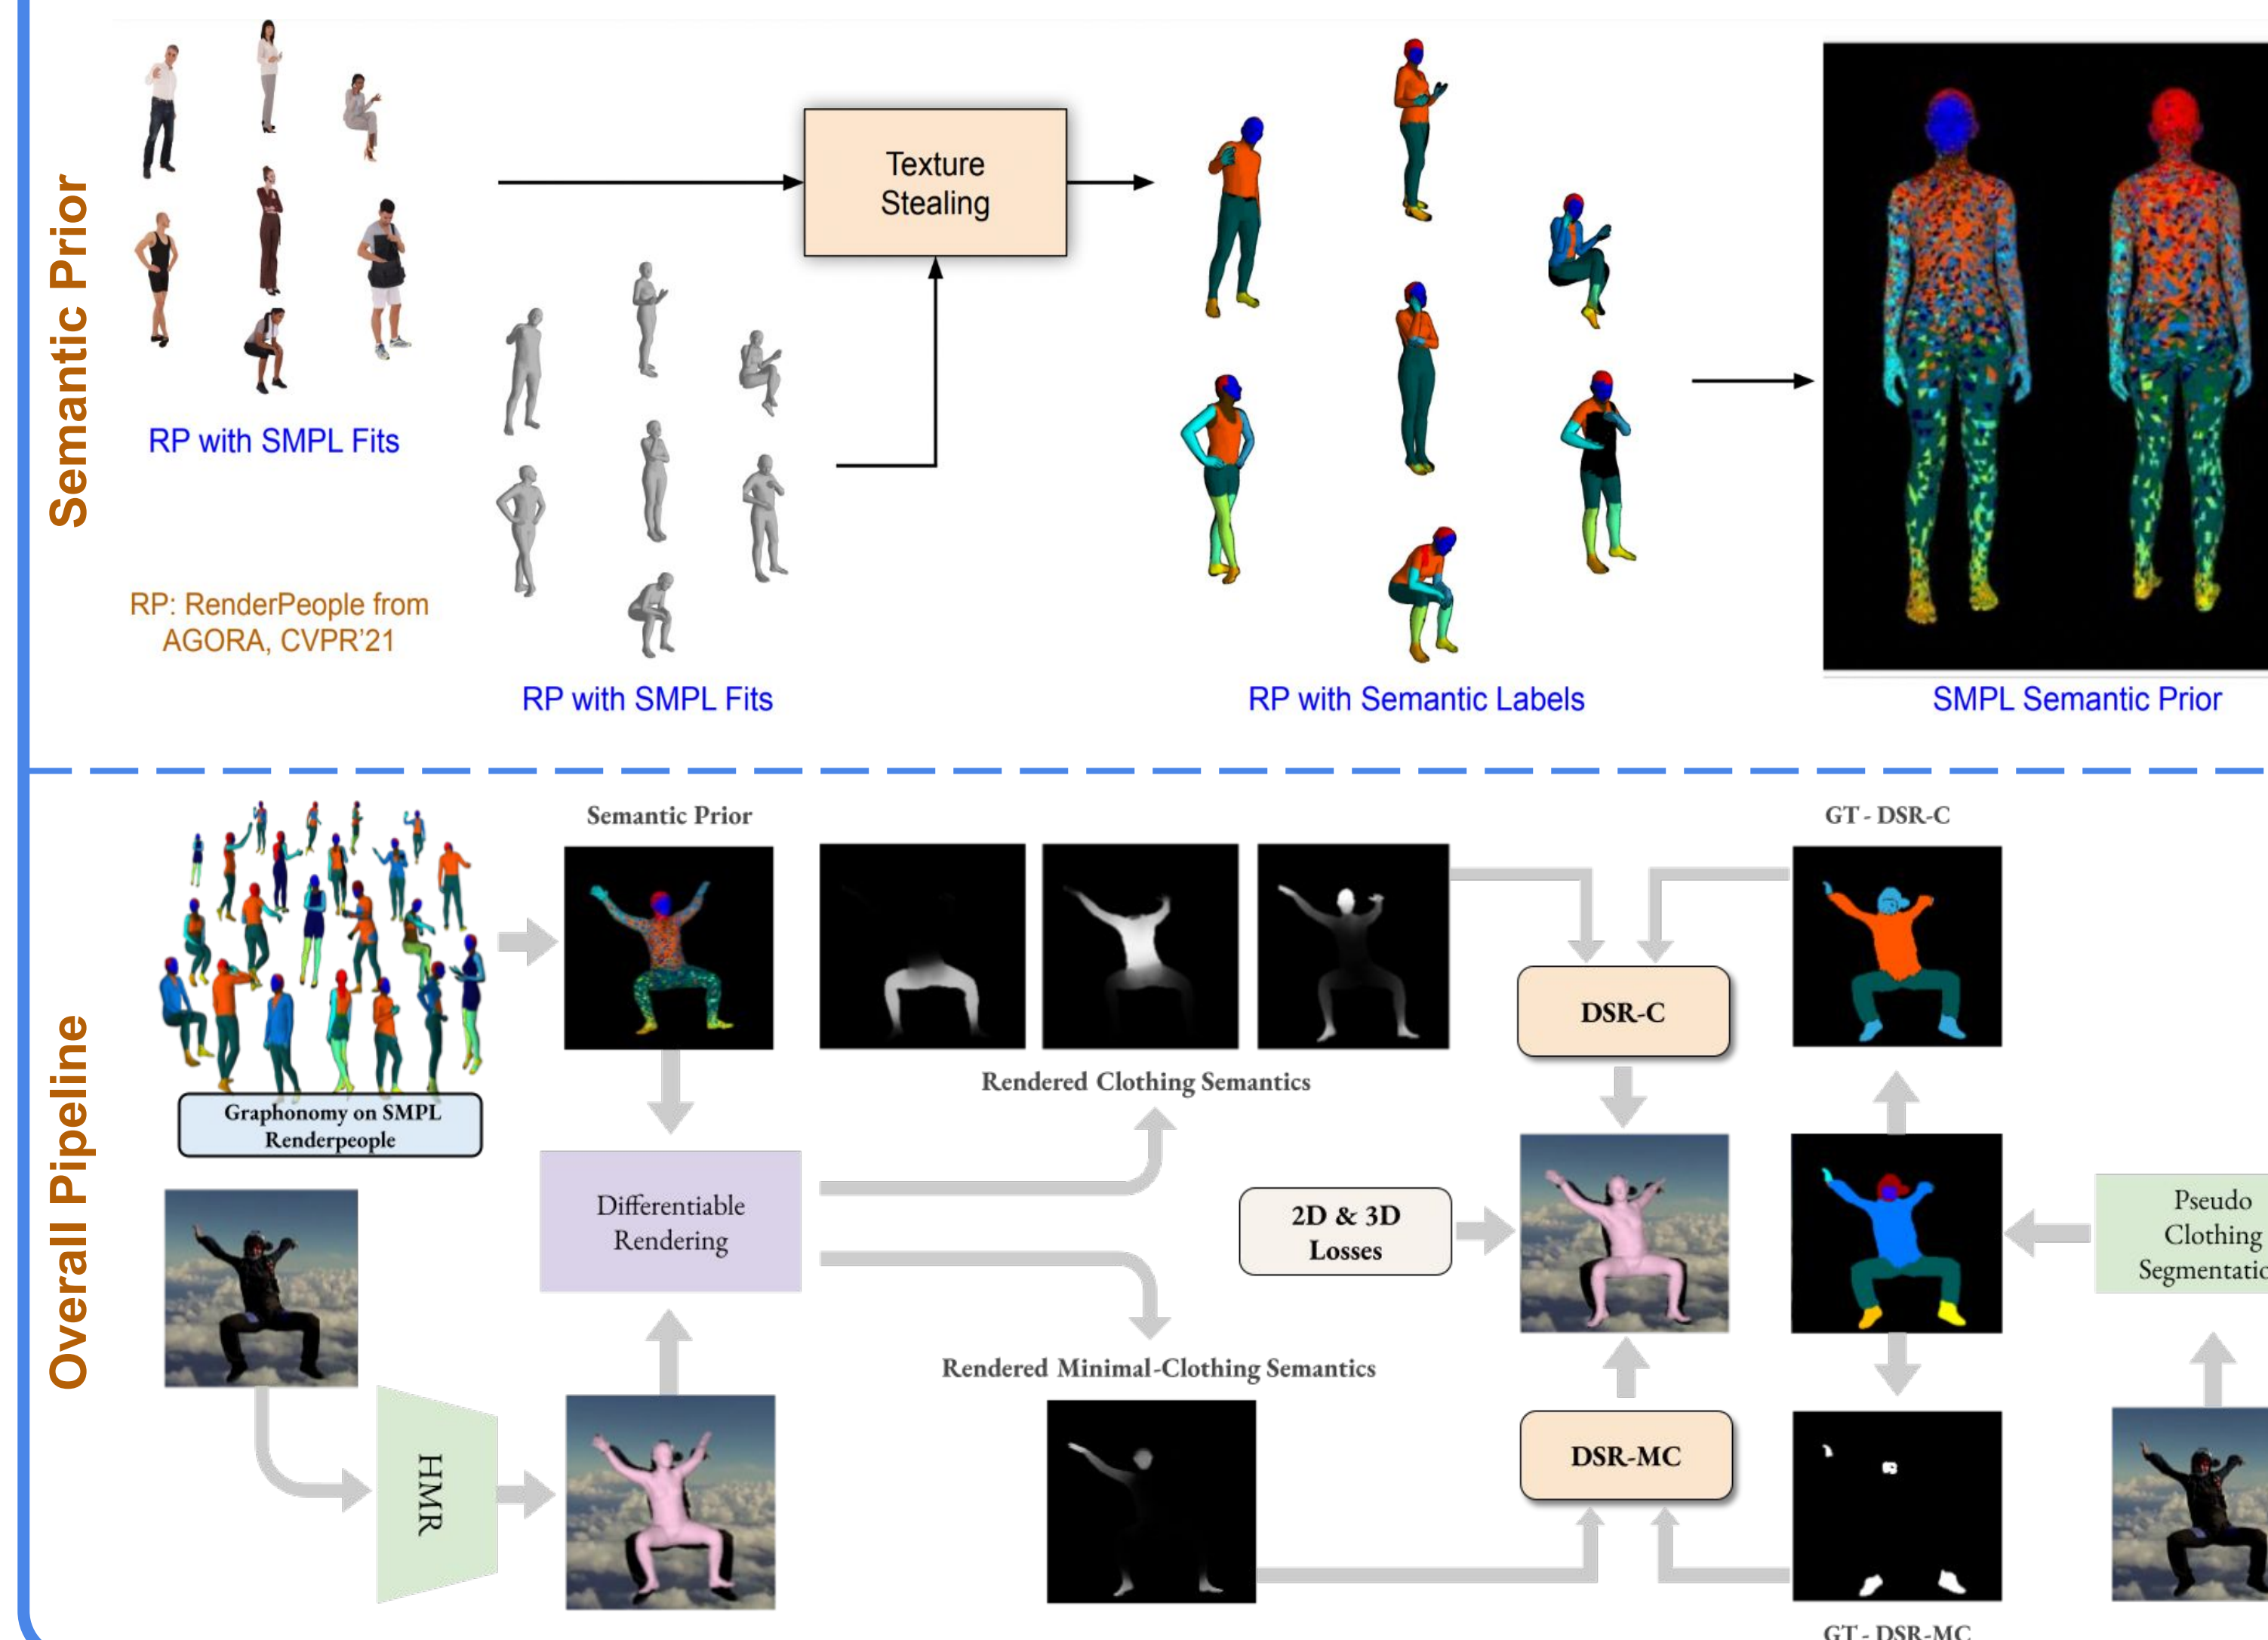 Semantic Prior
Texture
Stealing
RP with SMPL Fits
RP: RenderPeople from
AGORA, CVPR'21
RP with SMPL Fits
RP with Semantic Labels
SMPL Semantic Prior
Overall Pipeline
Semantic Prior
GT - DSR-C
DSR-C
Rendered Clothing Semantics
Graphonomy on SMPL
Renderpeople
Differentiable
Rendering
2D & 3D
Losses
Pseudo
Clothing
Segmentatio
Rendered Minimal-Clothing Semantics
HMR
DSR-MC
GT - DSR-MC